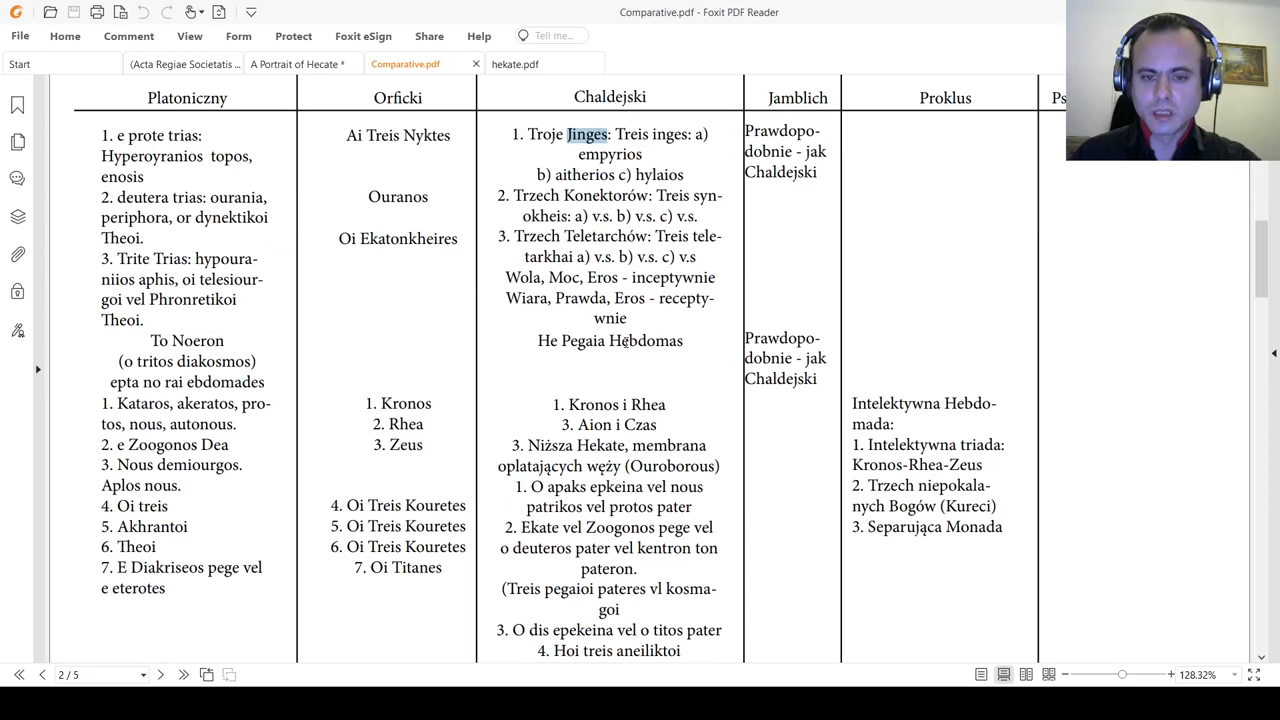 Comparative.pdf - Foxit PDF Reader
File Home Comment View Form Protect Foxit eSign Share Help Tell me...
Start (Acta Regiae Societatis ... A Portrait of Hecate * Comparative.pdf hekate.pdf
Platoniczny
1. e prote trias:
Hyperoyranios topos,
enosis
2. deutera trias: ourania,
periphora, or dynektikoi
Theoi.
3. Trite Trias: hypoura-
niios aphis, oi telesiour-
goi vel Phronretikoi
Theoi.
To Noeron
(o tritos diakosmos)
epta no rai ebdomades
1. Kataros, akeratos, pro-
tos, nous, autonous.
2. e Zoogonos Dea
3. Nous demiourgos.
Aplos nous.
4. Oi treis
5. Akhrantoi
6. Theoi
7. E Diakriseos pege vel
e eterotes
Orficki
Ai Treis Nyktes
Ouranos
Oi Ekatonkheires
1. Kronos
2. Rhea
3. Zeus
4. Oi Treis Kouretes
5. Oi Treis Kouretes
6. Oi Treis Kouretes
7. Oi Titanes
Chaldejski
1. Troje Jinges: Treis inges: a)
empyrios
b) aitherios c) hylaios
2. Trzech Konektorów: Treis syn-
okheis: a) v.s. b) v.s. c) v.s.
3. Trzech Teletarchów: Treis tele-
tarkhai a) v.s. b) v.s. c) v.s
Wola, Moc, Eros - inceptywnie
Wiara, Prawda, Eros - recepty-
wnie
He Pegaia Hebdomas
1. Kronos i Rhea
3. Aion i Czas
3. Niższa Hekate, membrana
oplatających węży (Ouroborous)
1. O apaks epkeina vel nous
patrikos vel protos pater
2. Ekate vel Zoogonos pege vel
o deuteros pater vel kentron ton
pateron.
(Treis pegaioi pateres vl kosma-
goi
3. O dis epekeina vel o titos pater
4. Hoi treis aneiliktoi
Jamblich
Prawdopo-
dobnie - jak
Chaldejski
Prawdopo-
dobnie - jak
Chaldejski
Proklus
Intelektywna Hebdo-
mada:
1. Intelektywna triada:
Kronos-Rhea-Zeus
2. Trzech niepokala-
nych Bogów (Kureci)
3. Separująca Monada
Ps
2 / 5
128.32%